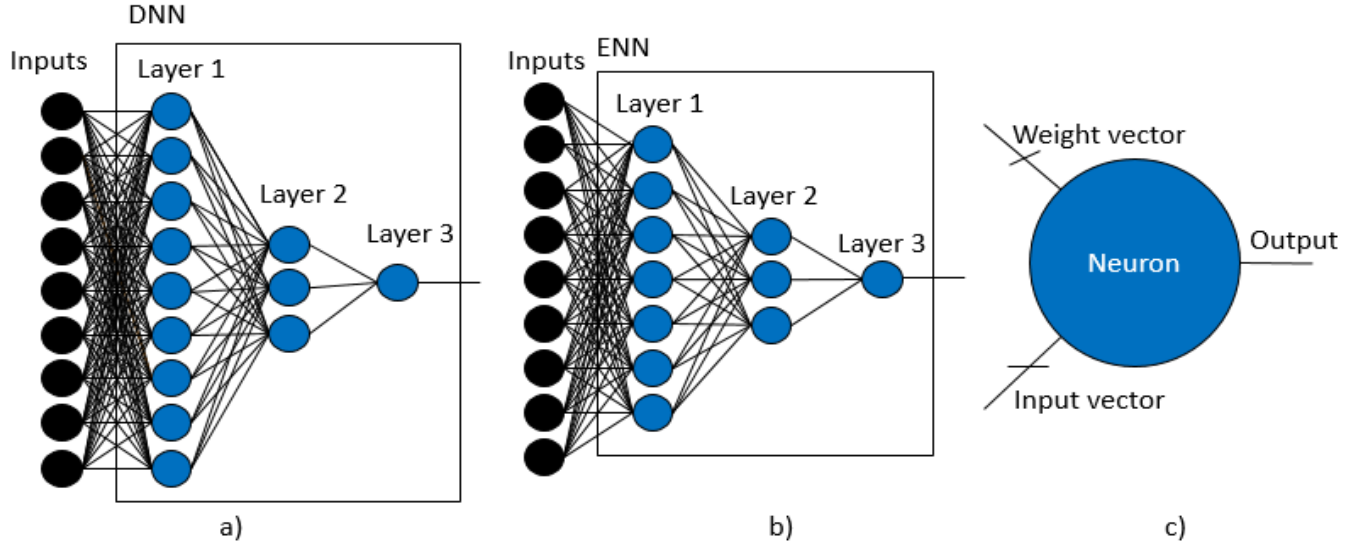 DNN
Inputs
Layer 1
Layer 2
Layer 3
a)
ENN
Inputs
Layer 1
Layer 2
Layer 3
b)
Weight vector
Neuron
Output
Input vector
c)